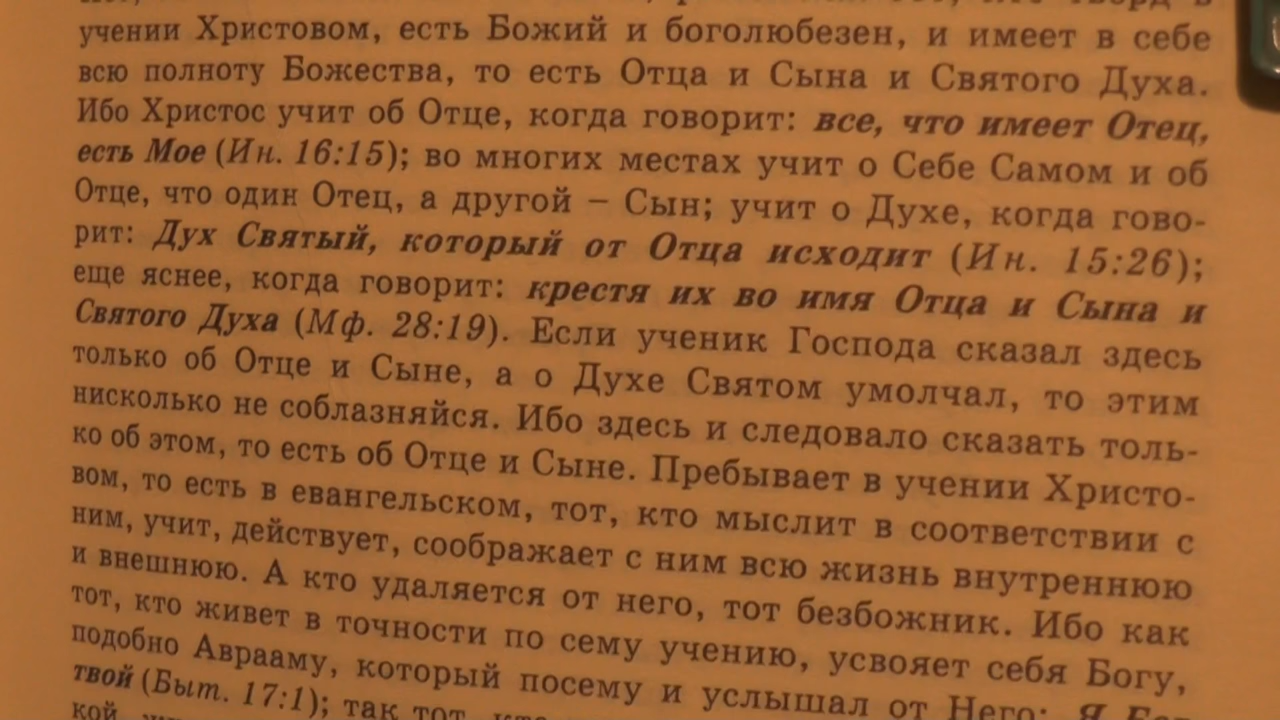 учении Христовом, есть Божий и боголюбезен, и имеет в себе
всю полноту Божества, то есть Отца и Сына и Святого Духа.
Ибо Христос учит об Отце, когда говорит: все, что имеет Отец,
есть Мое (Ин. 16:15); во многих местах учит о Себе Самом и об
Отце, что один Отец, а другой – Сын; учит о Духе, когда гово-
рит: Дух Святый, который от Отца исходит (Ин. 15:26);
еще яснее, когда говорит: крестя их во имя Отца и Сына и
Святого Духа (Мф. 28:19). Если ученик Господа сказал здесь
только об Отце и Сыне, а о Духе Святом умолчал, то этим
нисколько не соблазняйся. Ибо здесь и следовало сказать толь-
ко об этом, то есть об Отце и Сыне. Пребывает в учении Христо-
вом, то есть в евангельском, тот, кто мыслит в соответствии с
ним, учит, действует, соображает с ним всю жизнь внутреннюю
и внешнюю. А кто удаляется от него, тот безбожник. Ибо как
тот, кто живет в точности по сему учению, усвояет себя Богу,
подобно Аврааму, который посему и услышал от Него: Я
твой (Быт. 17:1); так тот,